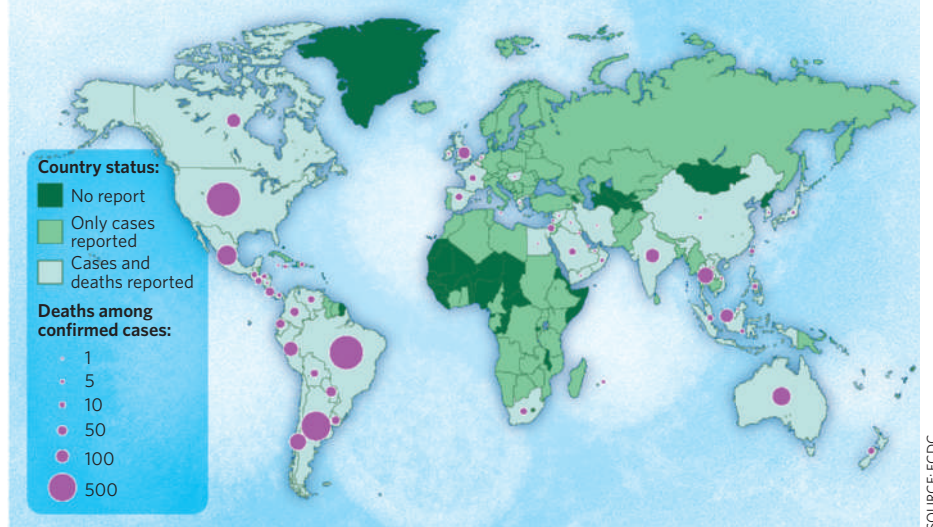 Country status:
No report
Only cases
reported
Cases and
deaths reported
Deaths among
confirmed cases:
1
5
10
50
100
500
SOURCE: ECDC